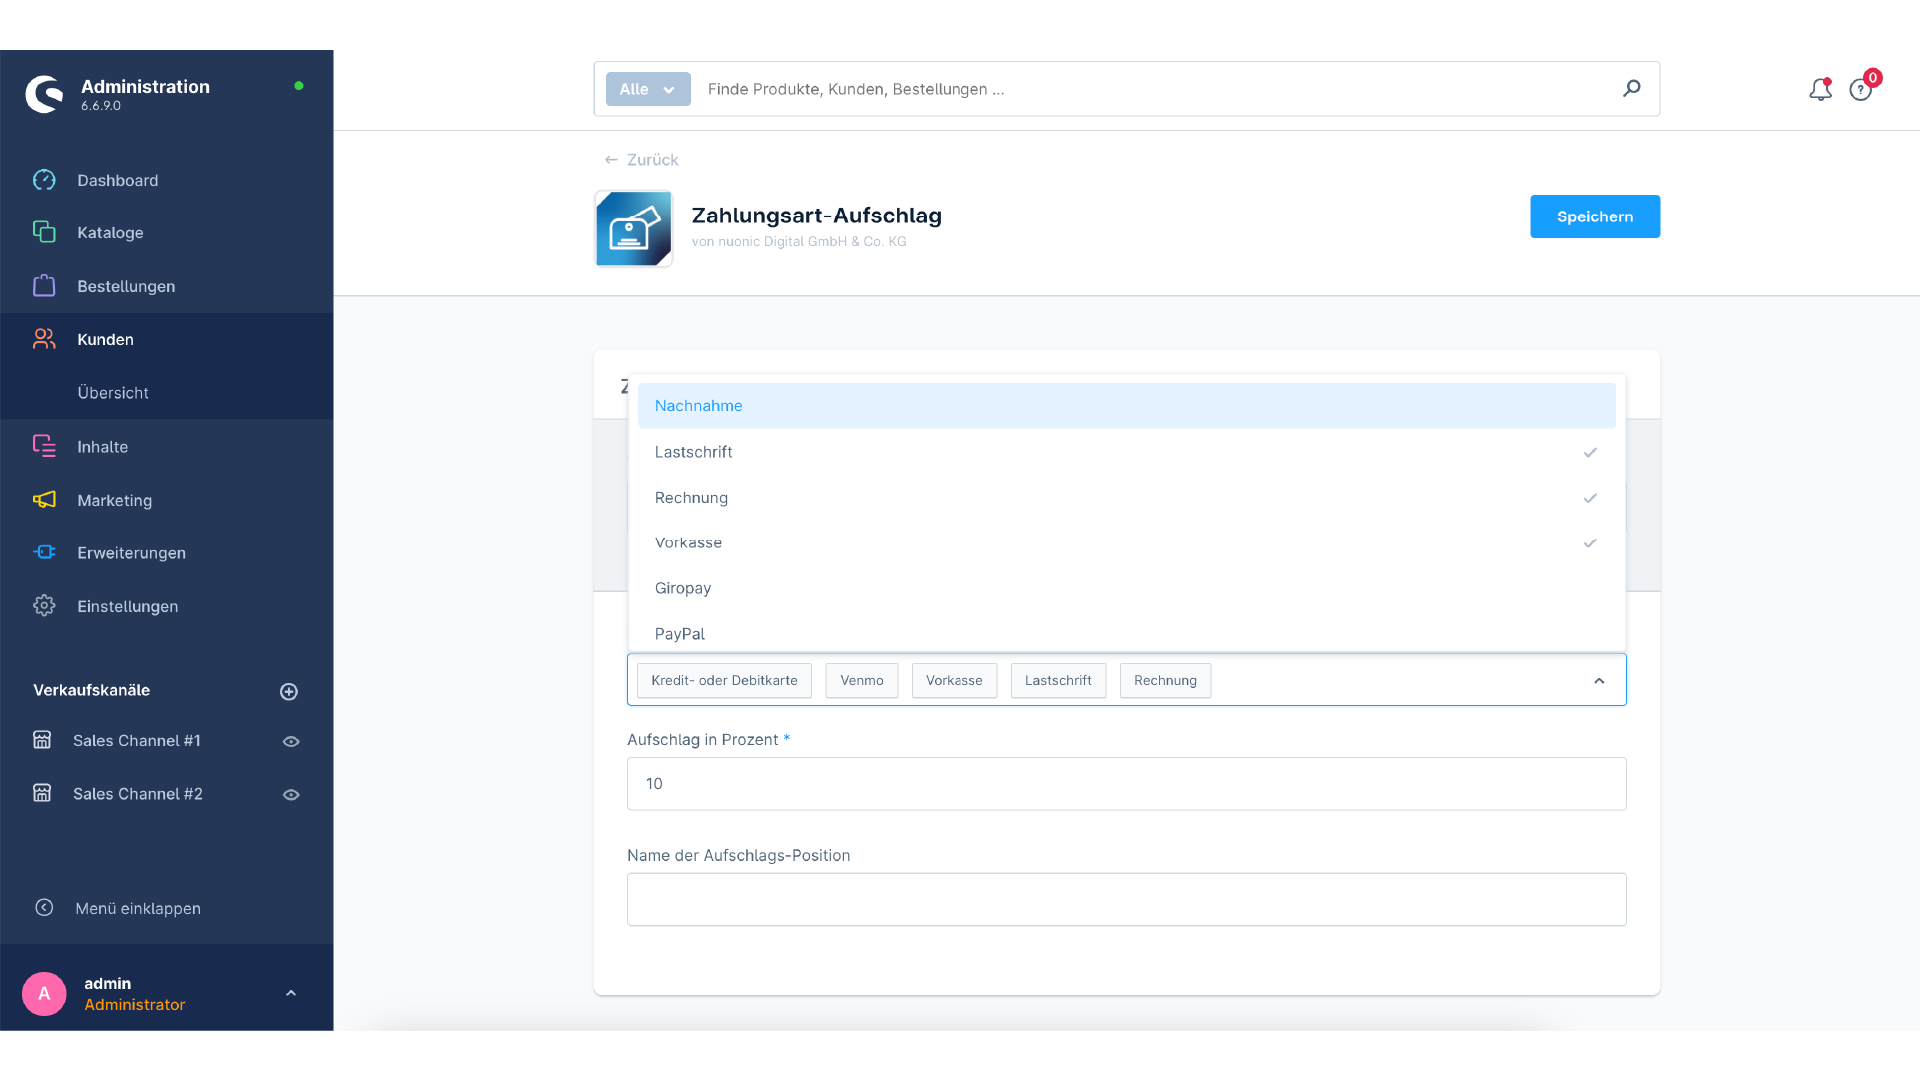 Administration
6.6.9.0
Dashboard
Kataloge
Bestellungen
Kunden
Übersicht
Inhalte
Marketing
Erweiterungen
Einstellungen
Verkaufskanäle
Sales Channel #1
Sales Channel #2
Menü einklappen
A
admin
Administrator
Alle
Finde Produkte, Kunden, Bestellungen ...
0
?
← Zurück
Zahlungsart-Aufschlag
von nuonic Digital GmbH & Co. KG
Speichern
Z
Nachnahme
Lastschrift
Rechnung
Vorkasse
Giropay
PayPal
Kredit- oder Debitkarte Venmo Vorkasse Lastschrift Rechnung
Aufschlag in Prozent *
10
Name der Aufschlags-Position